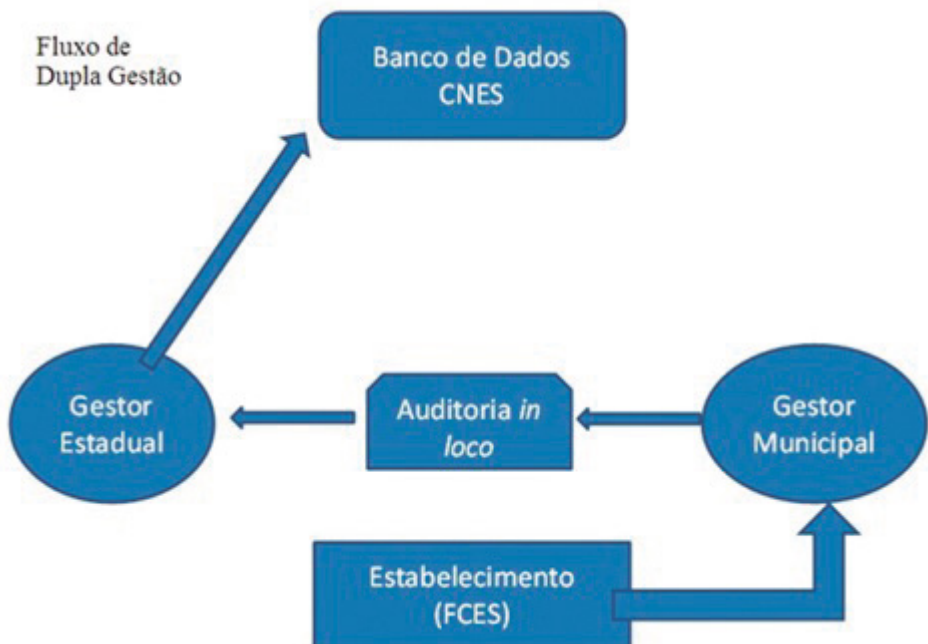 Fluxo de
Dupla Gestão
Banco de Dados
CNES
Gestor
Estadual
Auditoria in
loco
Gestor
Municipal
Estabelecimento
(FCES)